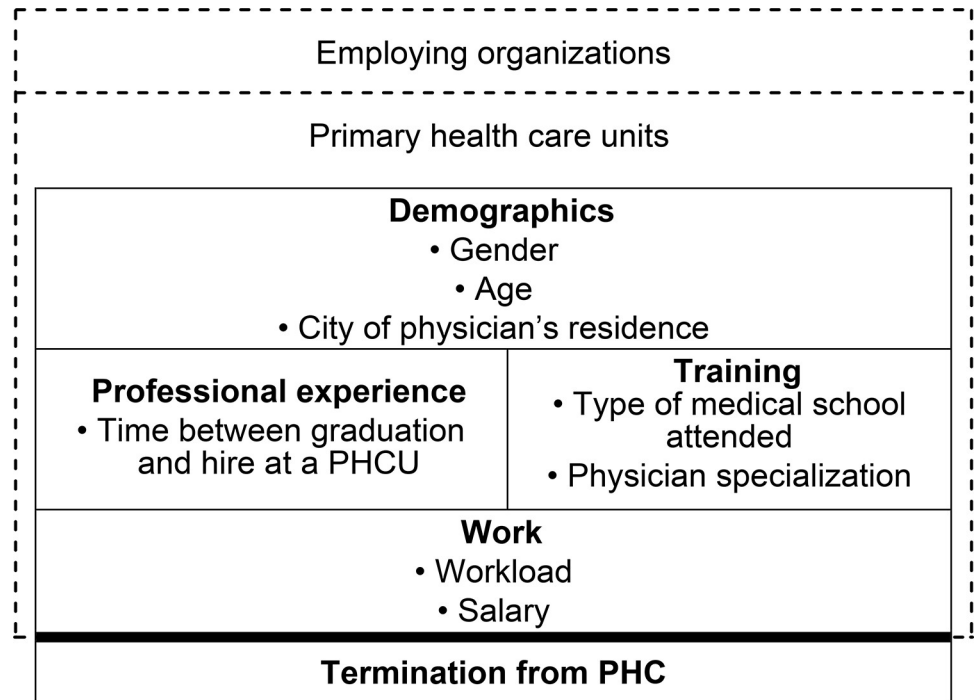 Employing organizations
Primary health care units
Demographics
• Gender
• Age
• City of physician’s residence
Professional experience
• Time between graduation
and hire at a PHCU
Training
• Type of medical school
attended
• Physician specialization
Work
• Workload
• Salary
Termination from PHC